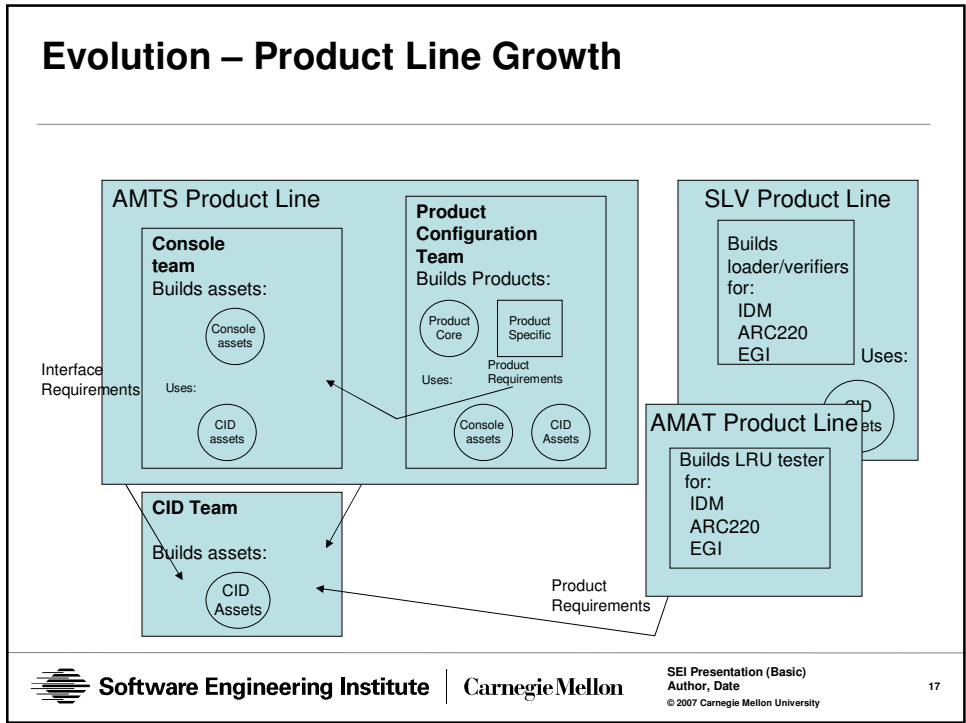 Evolution – Product Line Growth
AMTS Product Line
Console
team
Builds assets:
Console
assets
Uses:
CID
assets
Product
Configuration
Team
Builds Products:
Product
Core
Product
Specific
Product
Requirements
Uses:
Console
assets
CID
Assets
Interface
Requirements
CID Team
Builds assets:
CID
Assets
SLV Product Line
Builds
loader/verifiers
for:
IDM
ARC220
EGI
Uses:
AMAT Product Line
Builds LRU tester
for:
IDM
ARC220
EGI
Product
Requirements
Software Engineering Institute
Carnegie Mellon
SEI Presentation (Basic)
Author, Date
© 2007 Carnegie Mellon University
17